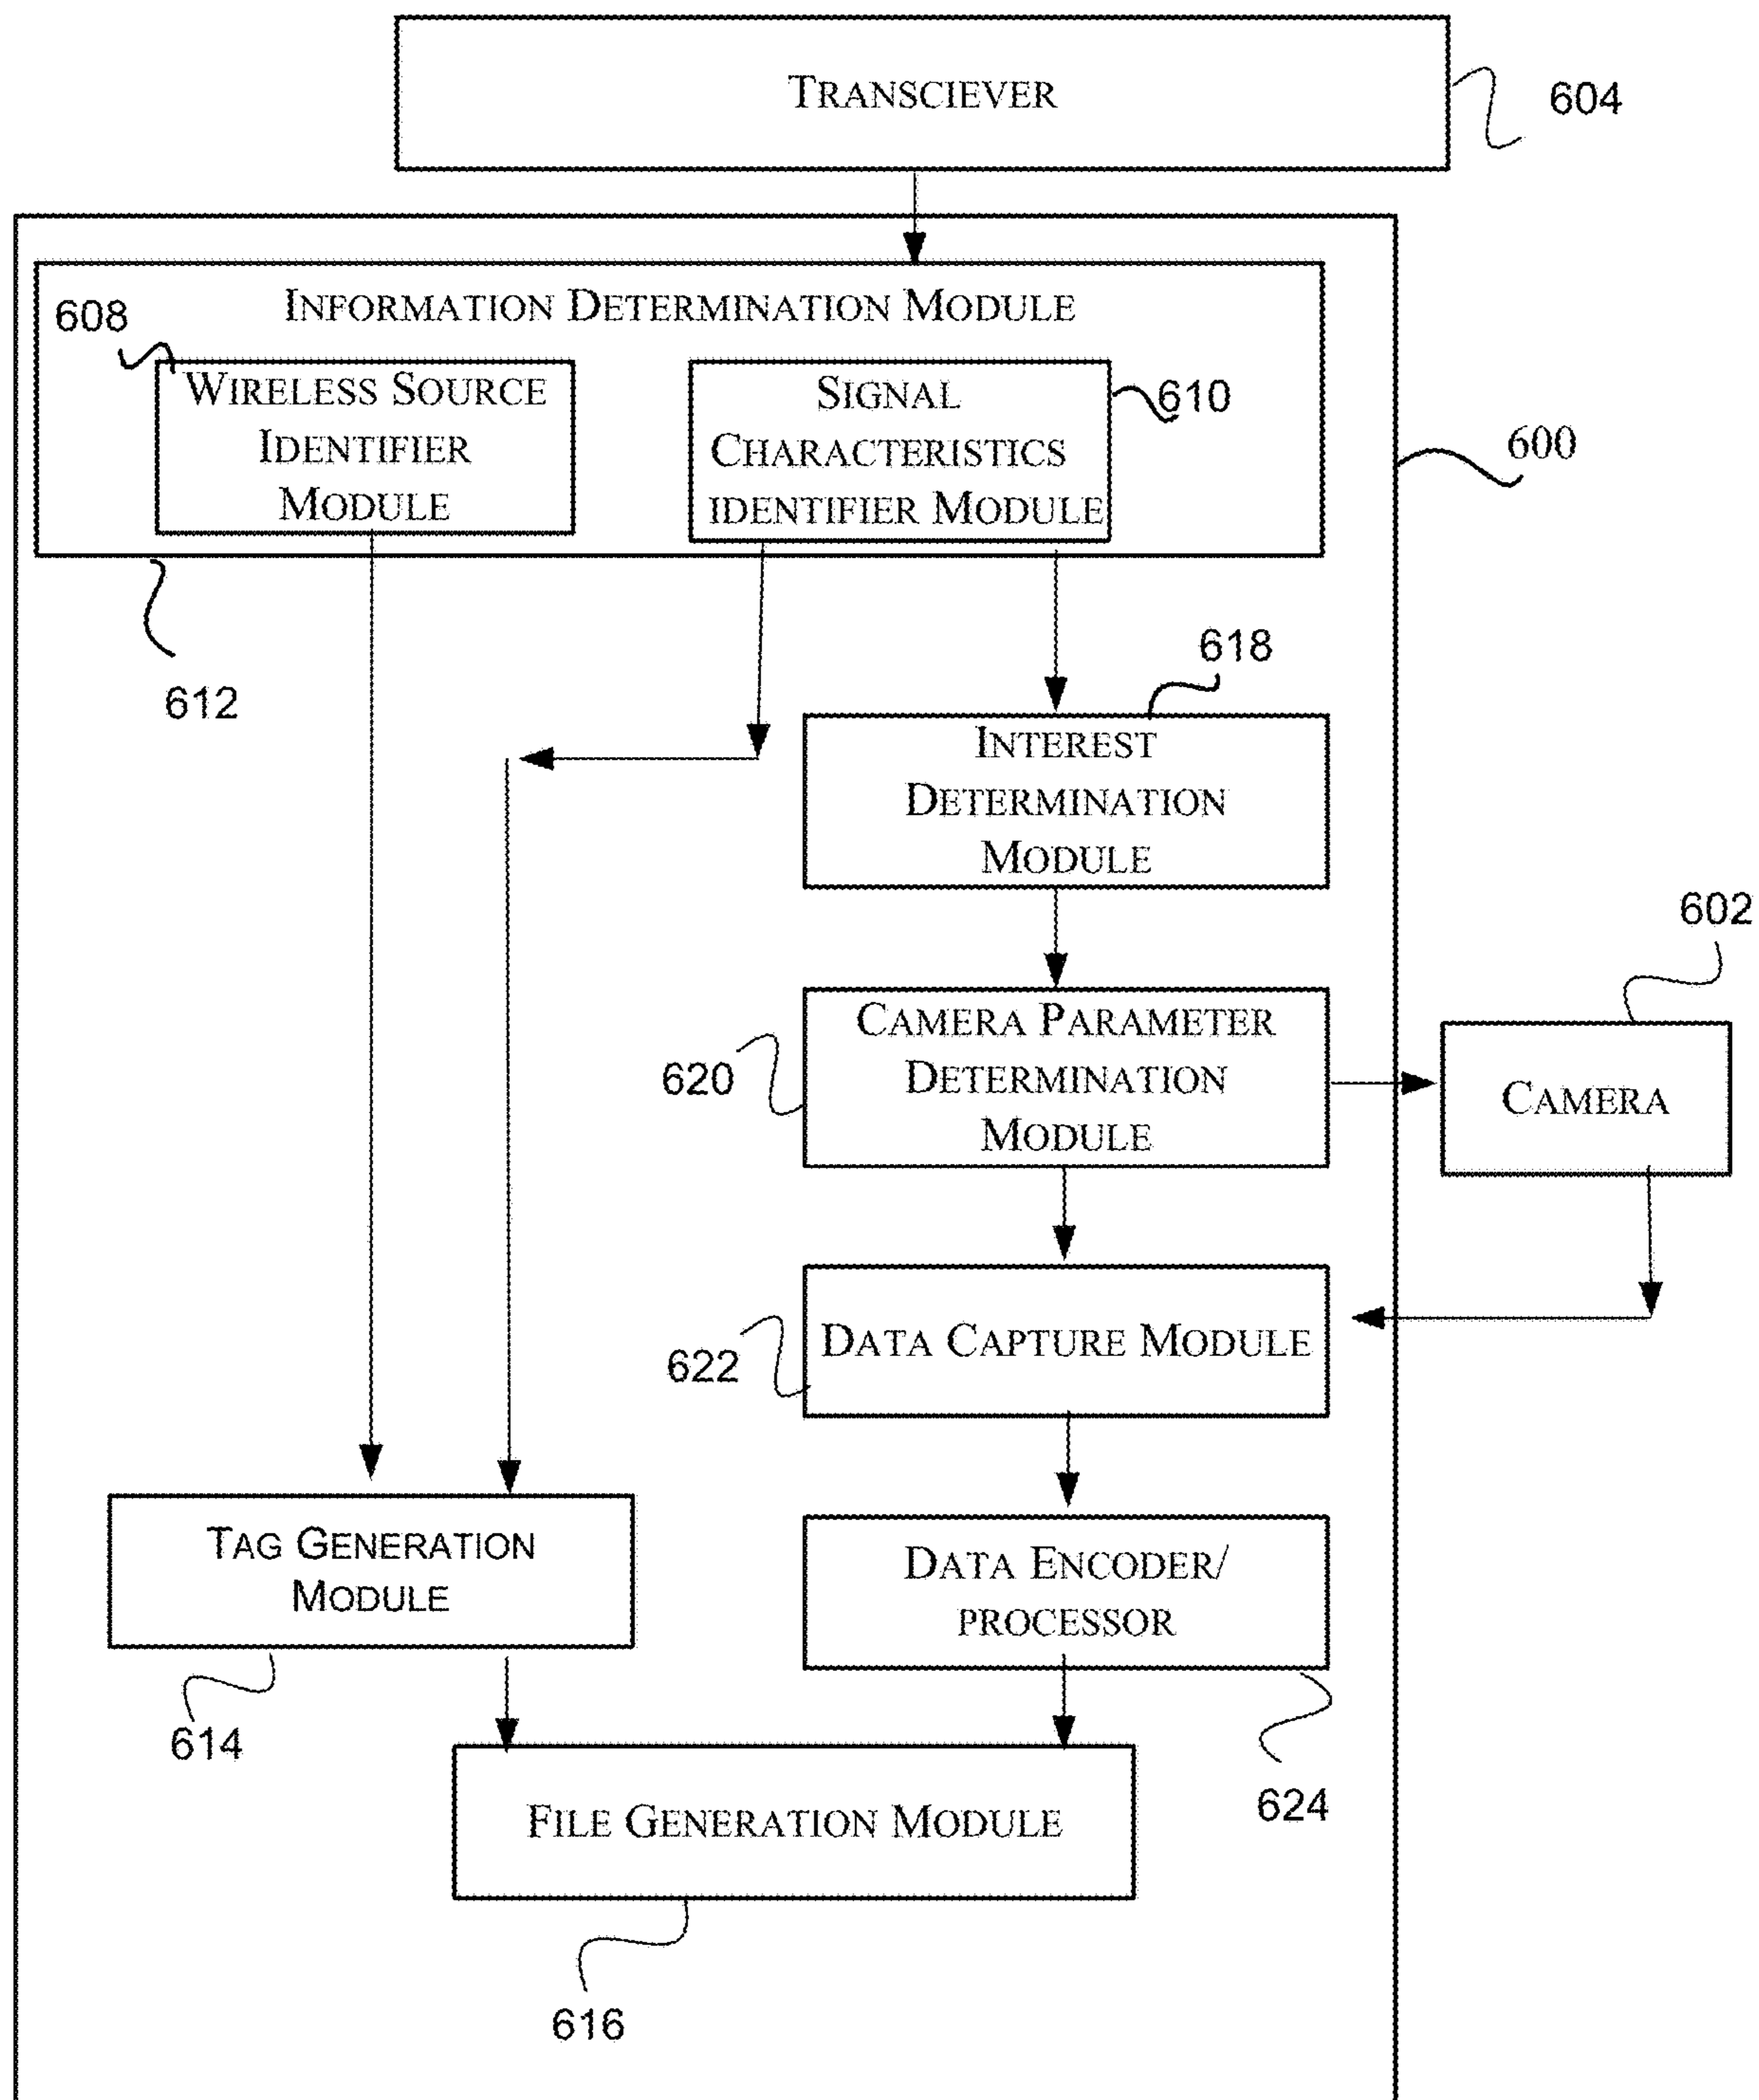 TRANSCIEVER
604
INFORMATION DETERMINATION MODULE
608
WIRELESS SOURCE
IDENTIFIER
MODULE
SIGNAL
CHARACTERISTICS
IDENTIFIER MODULE
610
600
612
618
INTEREST
DETERMINATION
MODULE
602
CAMERA PARAMETER
DETERMINATION
MODULE
620
CAMERA
DATA CAPTURE MODULE
622
TAG GENERATION
MODULE
DATA ENCODER/
PROCESSOR
614
624
FILE GENERATION MODULE
616